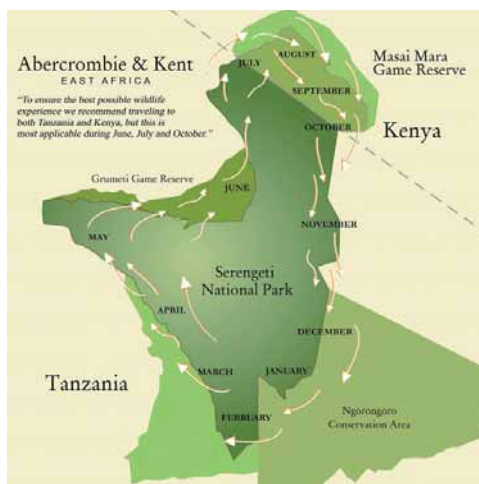 Abercrombie & Kent
EAST AFRICA
"To ensure the best possible wildlife
experience we recommend traveling to
both Tanzania and Kenya, but this is
most applicable during June, July and October."
JULY
AUGUST
SEPTEMBER
OCTOBER
Masai Mara
Game Reserve
Kenya
Grumeti Game Reserve
JUNE
MAY
NOVEMBER
Serengeti
National Park
APRIL
DECEMBER
MARCH
JANUARY
Tanzania
FEBRUARY
Ngorongoro
Conservation Area